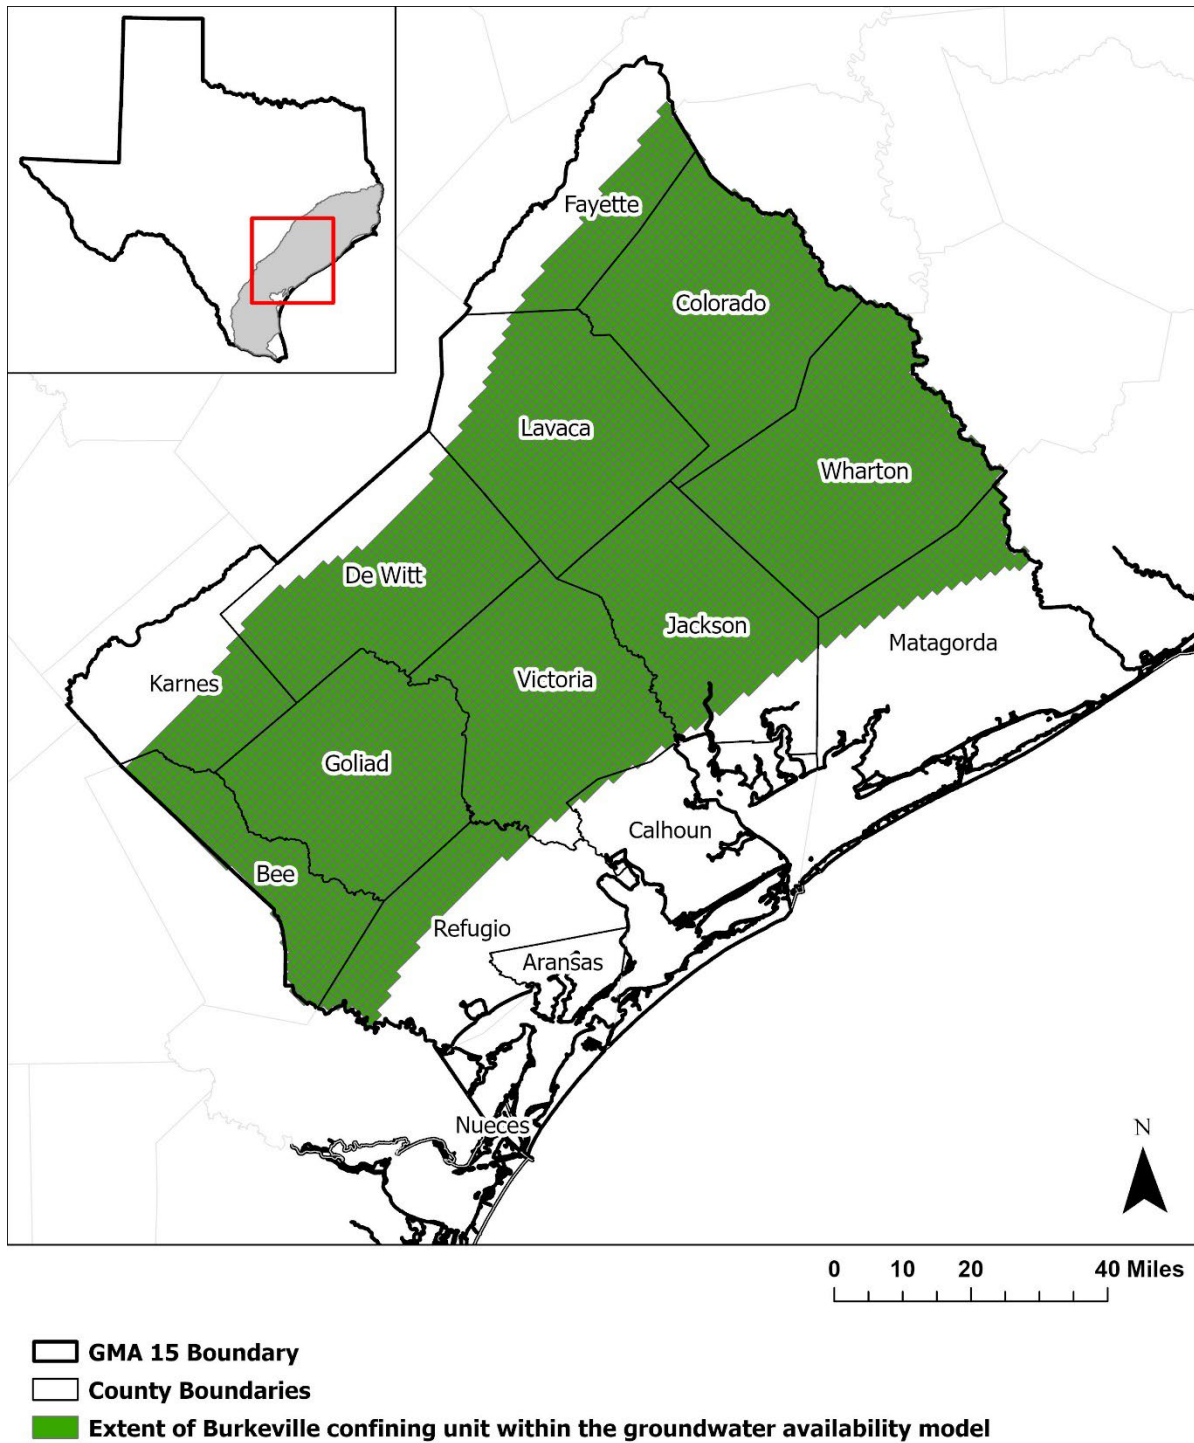 Fayette
Colorado
Lavaca
Wharton
De Witt
Jackson
Matagorda
Karnes
Victoria
Goliad
Calhoun
Bee
Refugio
Aransas
Nueces
N
0 10 20 40 Miles
GMA 15 Boundary
County Boundaries
Extent of Burkeville confining unit within the groundwater availability model